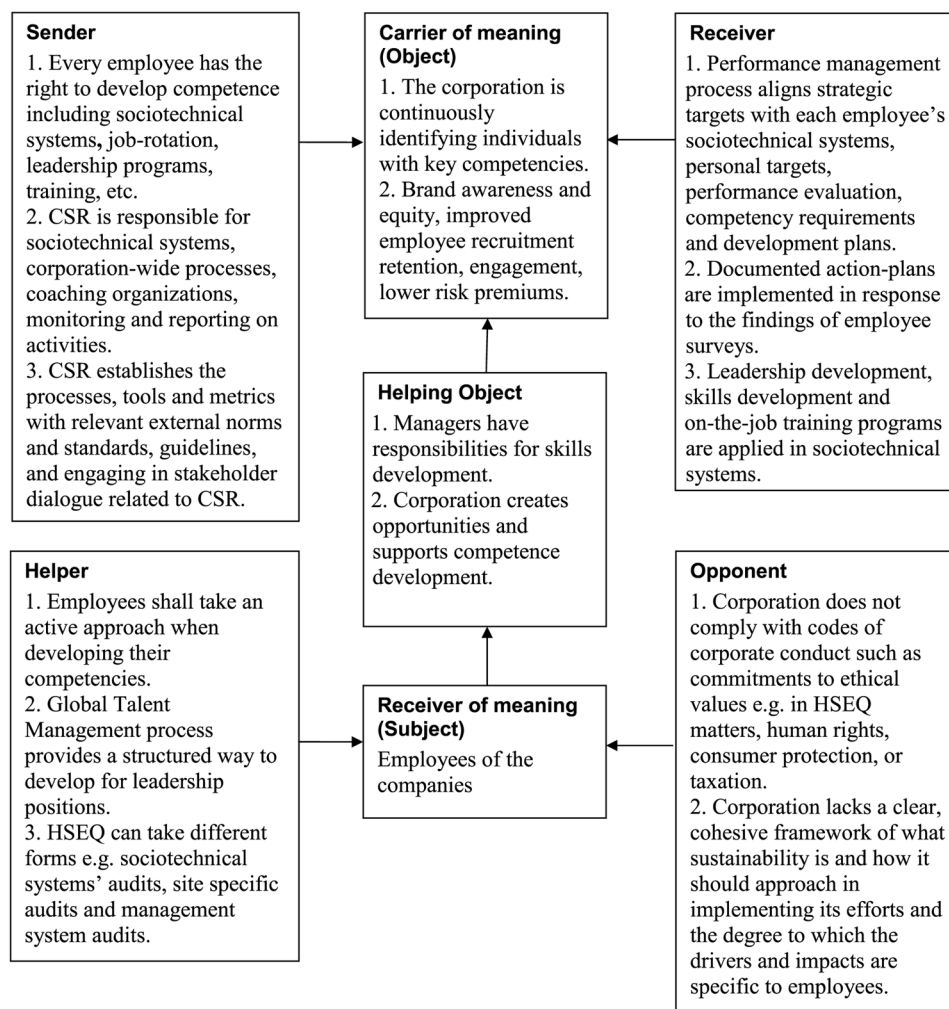 Sender
1. Every employee has the
right to develop competence
including sociotechnical
systems, job-rotation,
leadership programs,
training, etc.
2. CSR is responsible for
sociotechnical systems,
corporation-wide processes,
coaching organizations,
monitoring and reporting on
activities.
3. CSR establishes the
processes, tools and metrics
with relevant external norms
and standards, guidelines,
and engaging in stakeholder
dialogue related to CSR.
Carrier of meaning
(Object)
1. The corporation is
continuously
identifying individuals
with key competencies.
2. Brand awareness and
equity, improved
employee recruitment
retention, engagement,
lower risk premiums.
Receiver
1. Performance management
process aligns strategic
targets with each employee’s
sociotechnical systems,
personal targets,
performance evaluation,
competency requirements
and development plans.
2. Documented action-plans
are implemented in response
to the findings of employee
surveys.
3. Leadership development,
skills development and
on-the-job training programs
are applied in sociotechnical
systems.
Helping Object
1. Managers have
responsibilities for skills
development.
2. Corporation creates
opportunities and
supports competence
development.
Helper
1. Employees shall take an
active approach when
developing their
competencies.
2. Global Talent
Management process
provides a structured way to
develop for leadership
positions.
3. HSEQ can take different
forms e.g. sociotechnical
systems’ audits, site specific
audits and management
system audits.
Receiver of meaning
(Subject)
Employees of the
companies
Opponent
1. Corporation does not
comply with codes of
corporate conduct such as
commitments to ethical
values e.g. in HSEQ
matters, human rights,
consumer protection, or
taxation.
2. Corporation lacks a clear,
cohesive framework of what
sustainability is and how it
should approach in
implementing its efforts and
the degree to which the
drivers and impacts are
specific to employees.